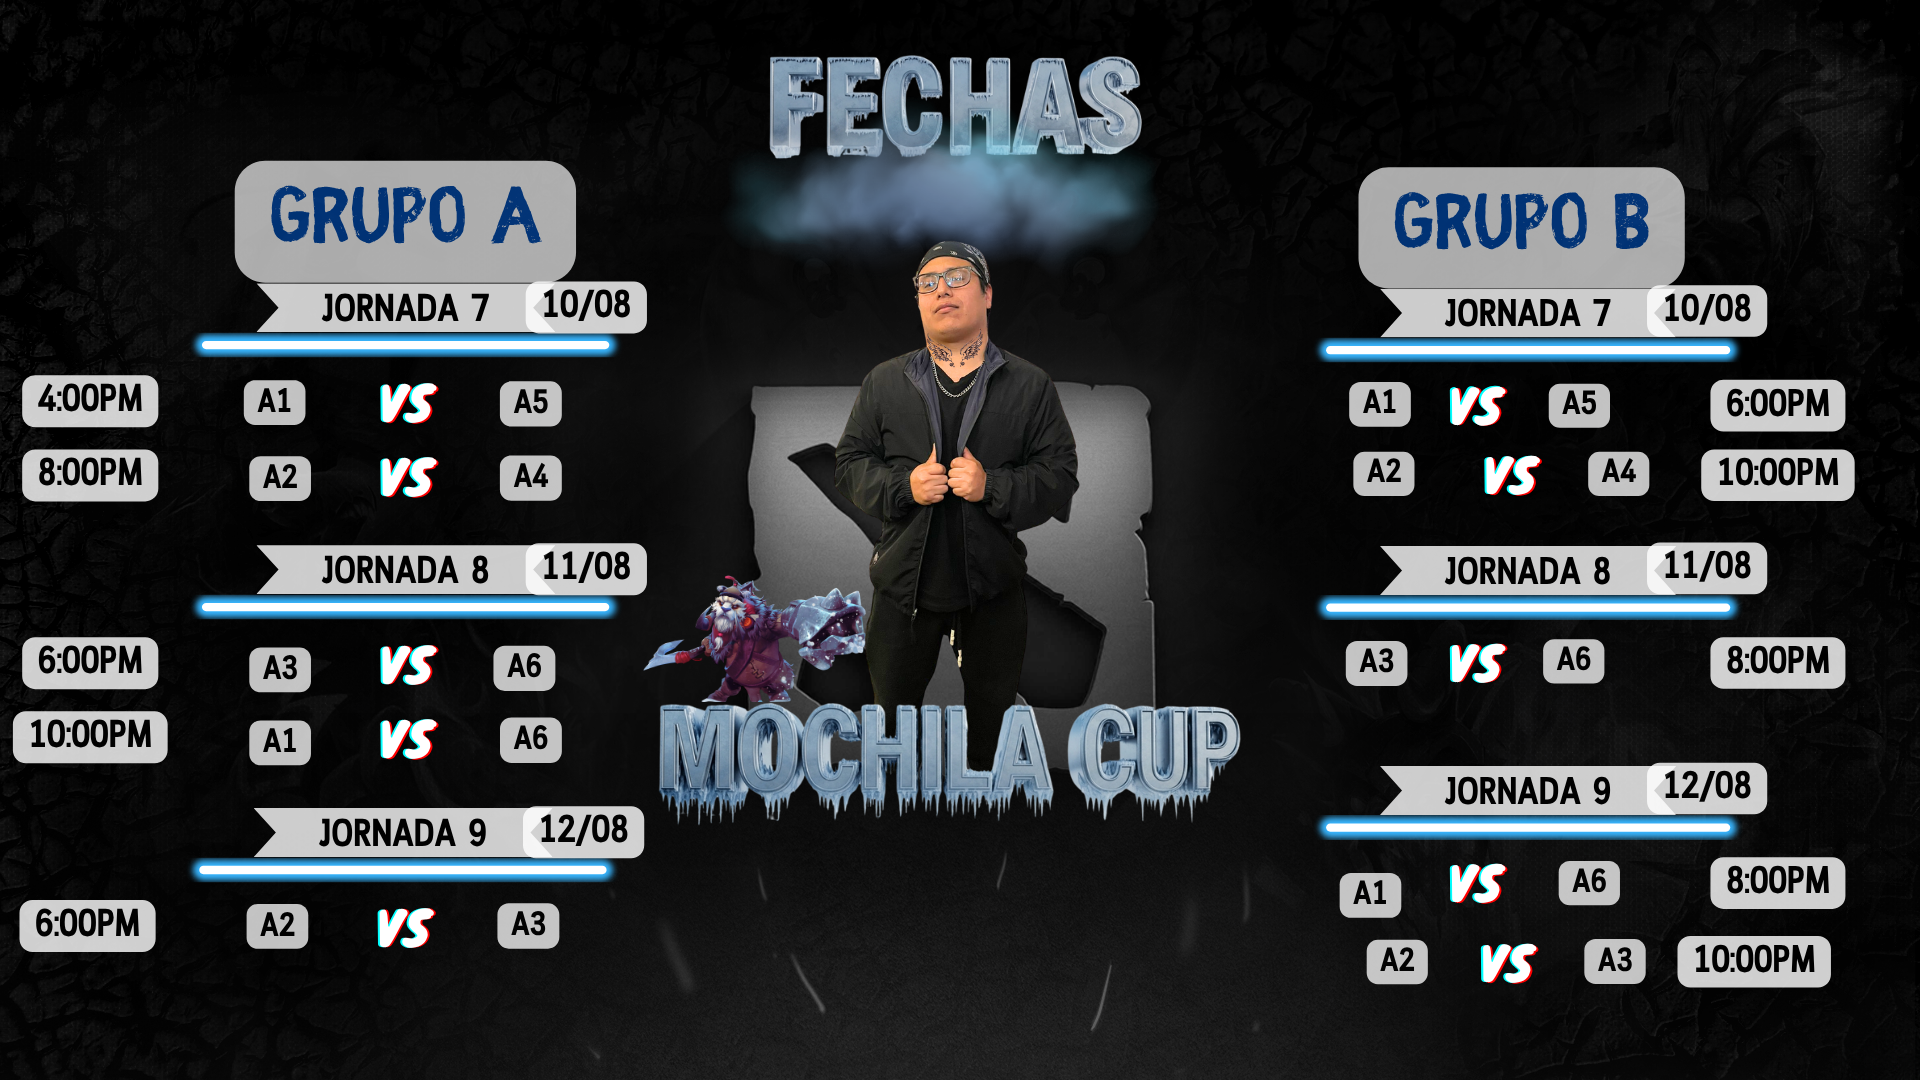 FECHAS
GRUPO A
JORNADA 7 10/08
4:00PM A1 VS A5
8:00PM A2 VS A4
JORNADA 8 11/08
6:00PM A3 VS A6
10:00PM A1 VS A6
JORNADA 9 12/08
6:00PM A2 VS A3
MOCHILA CUP
GRUPO B
JORNADA 7 10/08
A1 VS A5 6:00PM
A2 VS A4 10:00PM
JORNADA 8 11/08
A3 VS A6 8:00PM
JORNADA 9 12/08
A1 VS A6 8:00PM
A2 VS A3 10:00PM